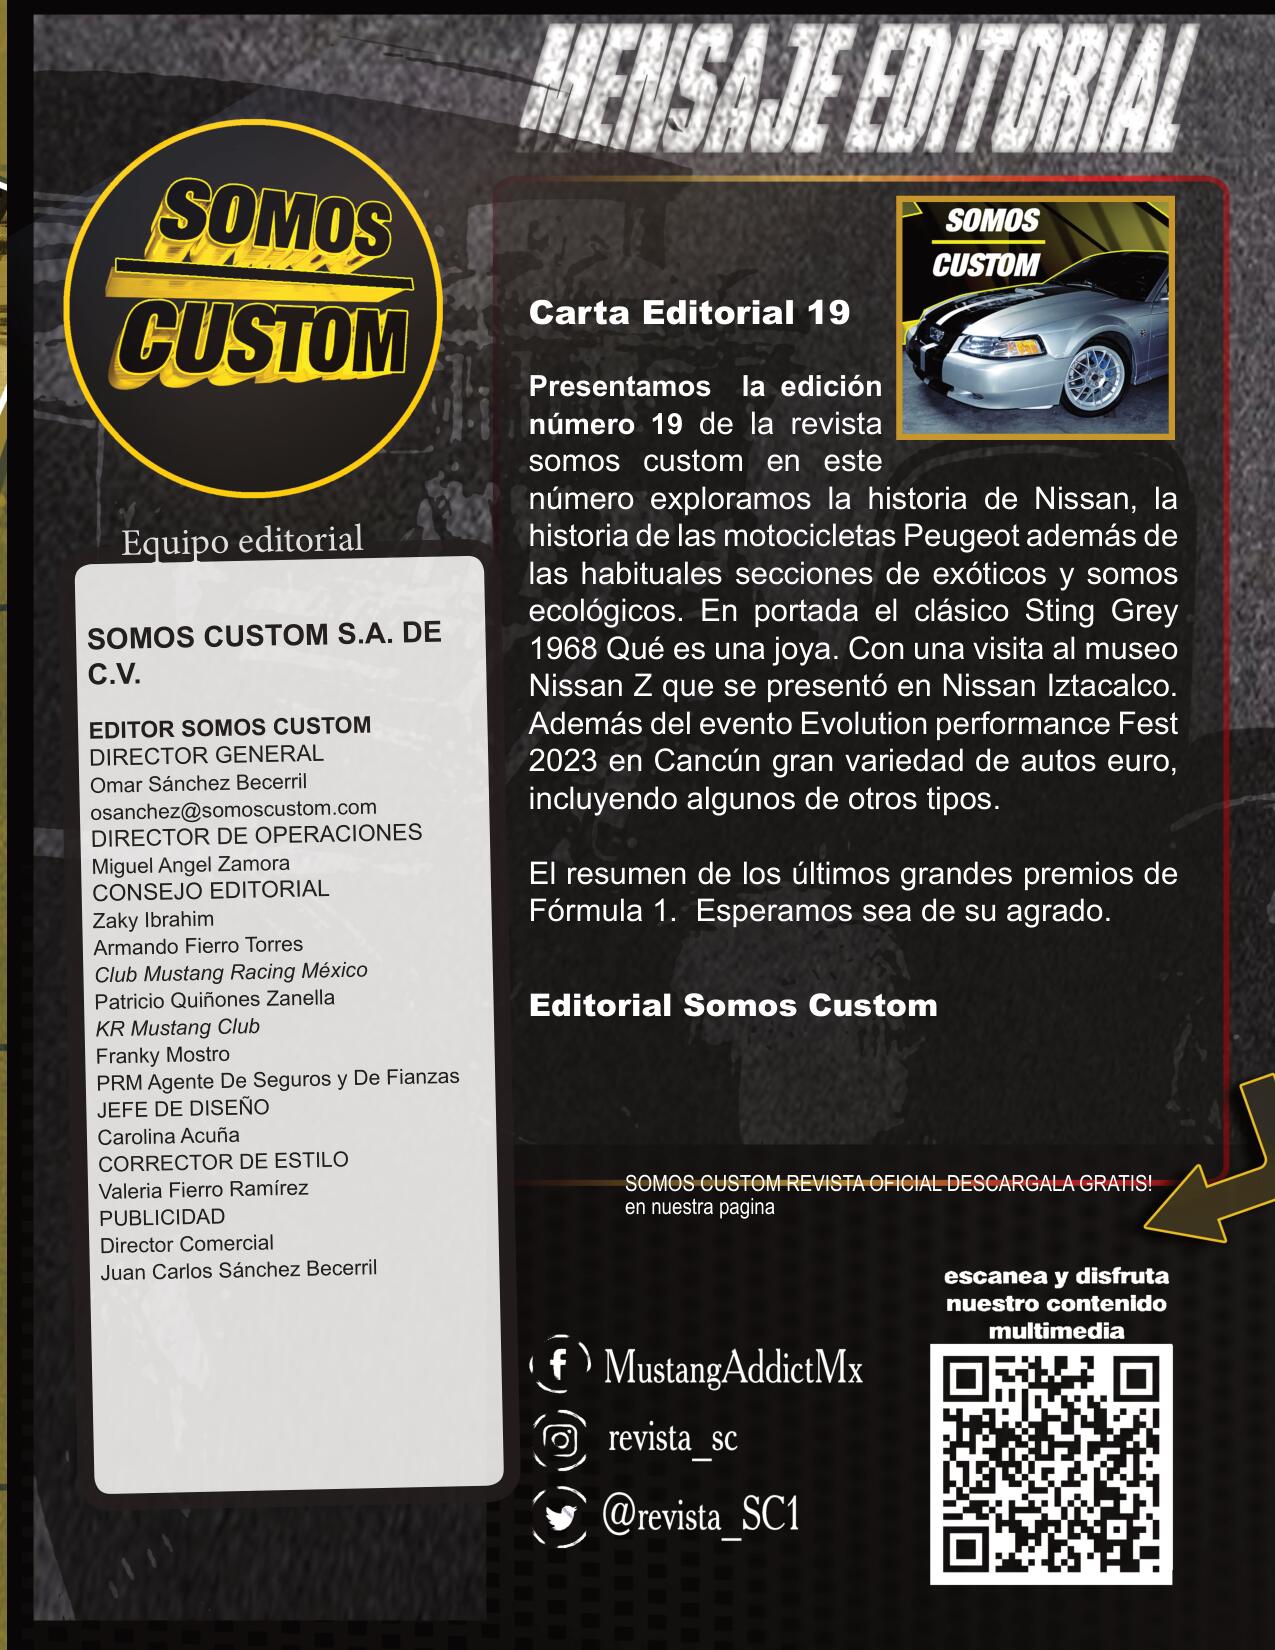 MENSAJE EDITORIAL
SOMOS
CUSTOM
Equipo editorial
SOMOS CUSTOM S.A. DE
C.V.
EDITOR SOMOS CUSTOM
DIRECTOR GENERAL
Omar Sánchez Becerril
osanchez@somoscustom.com
DIRECTOR DE OPERACIONES
Miguel Angel Zamora
CONSEJO EDITORIAL
Zaky Ibrahim
Armando Fierro Torres
Club Mustang Racing México
Patricio Quiñones Zanella
KR Mustang Club
Franky Mostro
PRM Agente De Seguros y De Fianzas
JEFE DE DISEÑO
Carolina Acuña
CORRECTOR DE ESTILO
Valeria Fierro Ramírez
PUBLICIDAD
Director Comercial
Juan Carlos Sánchez Becerril
SOMOS
CUSTOM
Carta Editorial 19
Presentamos la edición
número 19 de la revista
somos custom en este
número exploramos la historia de Nissan, la
historia de las motocicletas Peugeot además de
las habituales secciones de exóticos y somos
ecológicos. En portada el clásico Sting Grey
1968 Qué es una joya. Con una visita al museo
Nissan Z que se presentó en Nissan Iztacalco.
Además del evento Evolution performance Fest
2023 en Cancún gran variedad de autos euro,
incluyendo algunos de otros tipos.
El resumen de los últimos grandes premios de
Fórmula 1. Esperamos sea de su agrado.
Editorial Somos Custom
SOMOS CUSTOM REVISTA OFICIAL DESCARGALA GRATIS!
en nuestra pagina
escanea y disfruta
nuestro contenido
multimedia
MustangAddictMx
revista_sc
@revista_SC1